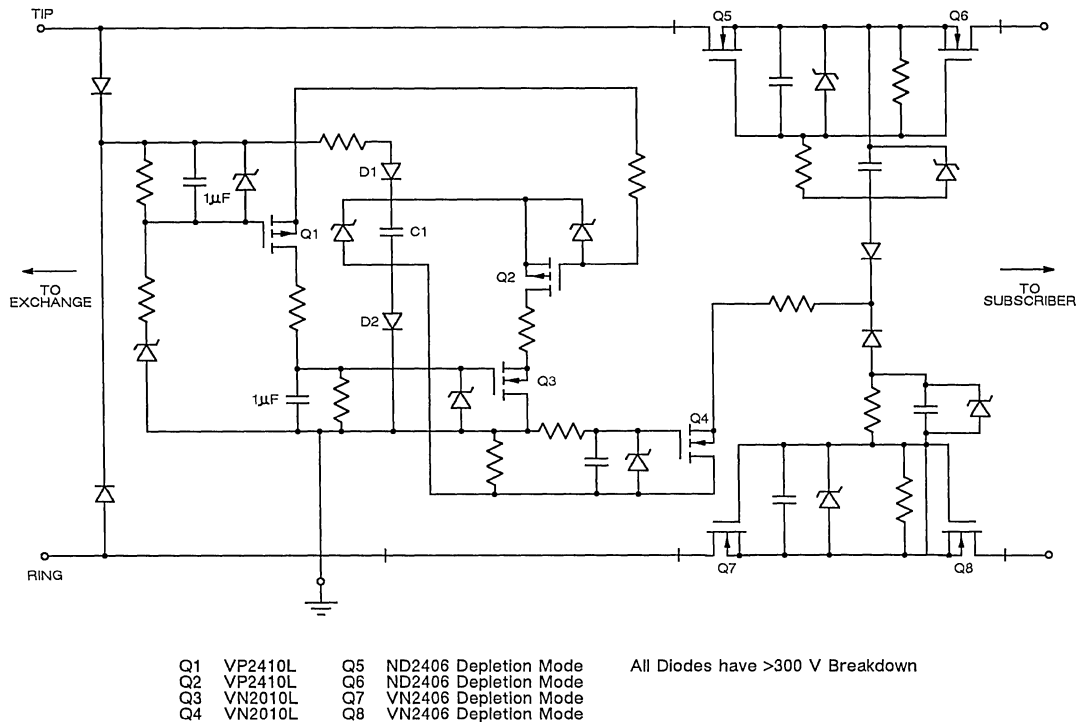 TIP
Q5
Q6
D1
1μF
Q1
C1
Q2
TO
EXCHANGE
TO
SUBSCRIBER
D2
Q3
1μF
Q4
RING
Q7
Q8
Q1 VP2410L Q5 ND2406 Depletion Mode All Diodes have >300 V Breakdown
Q2 VP2410L Q6 ND2406 Depletion Mode
Q3 VN2010L Q7 VN2406 Depletion Mode
Q4 VN2010L Q8 VN2406 Depletion Mode